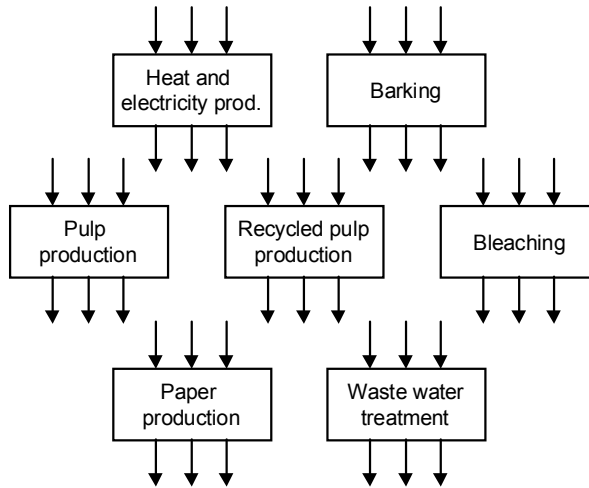 Heat and
electricity prod.
Barking
Pulp
production
Recycled pulp
production
Bleaching
Paper
production
Waste water
treatment